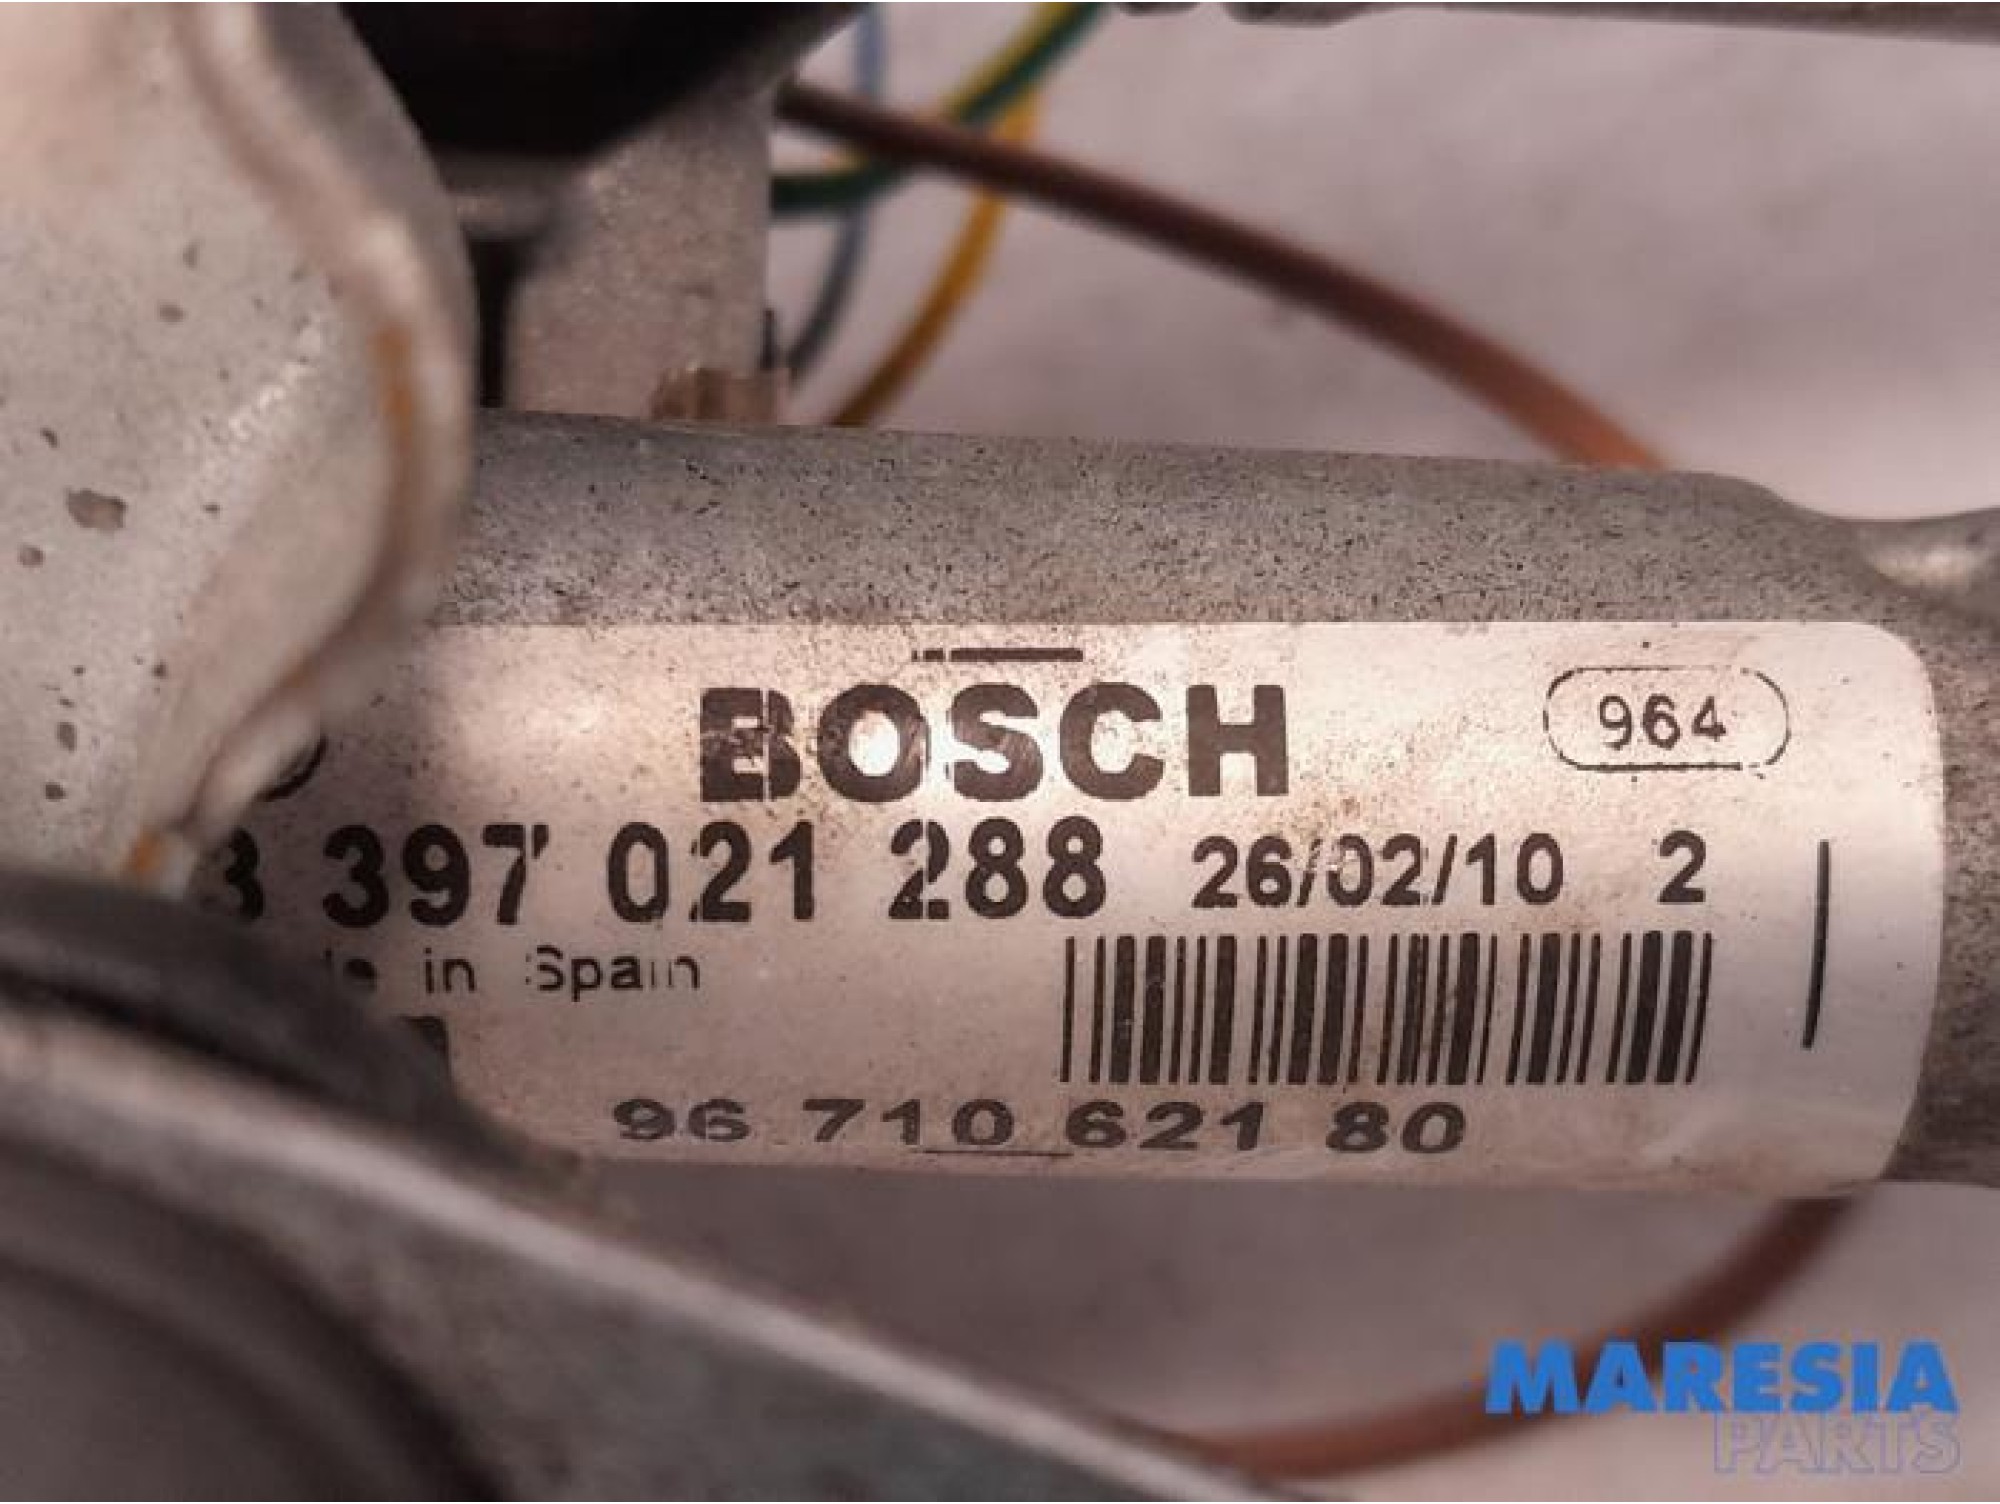 BOSCH
964
3 397 021 288 26/02/10 2
in Spain
96 710 621 80
MARESIA
PARTS